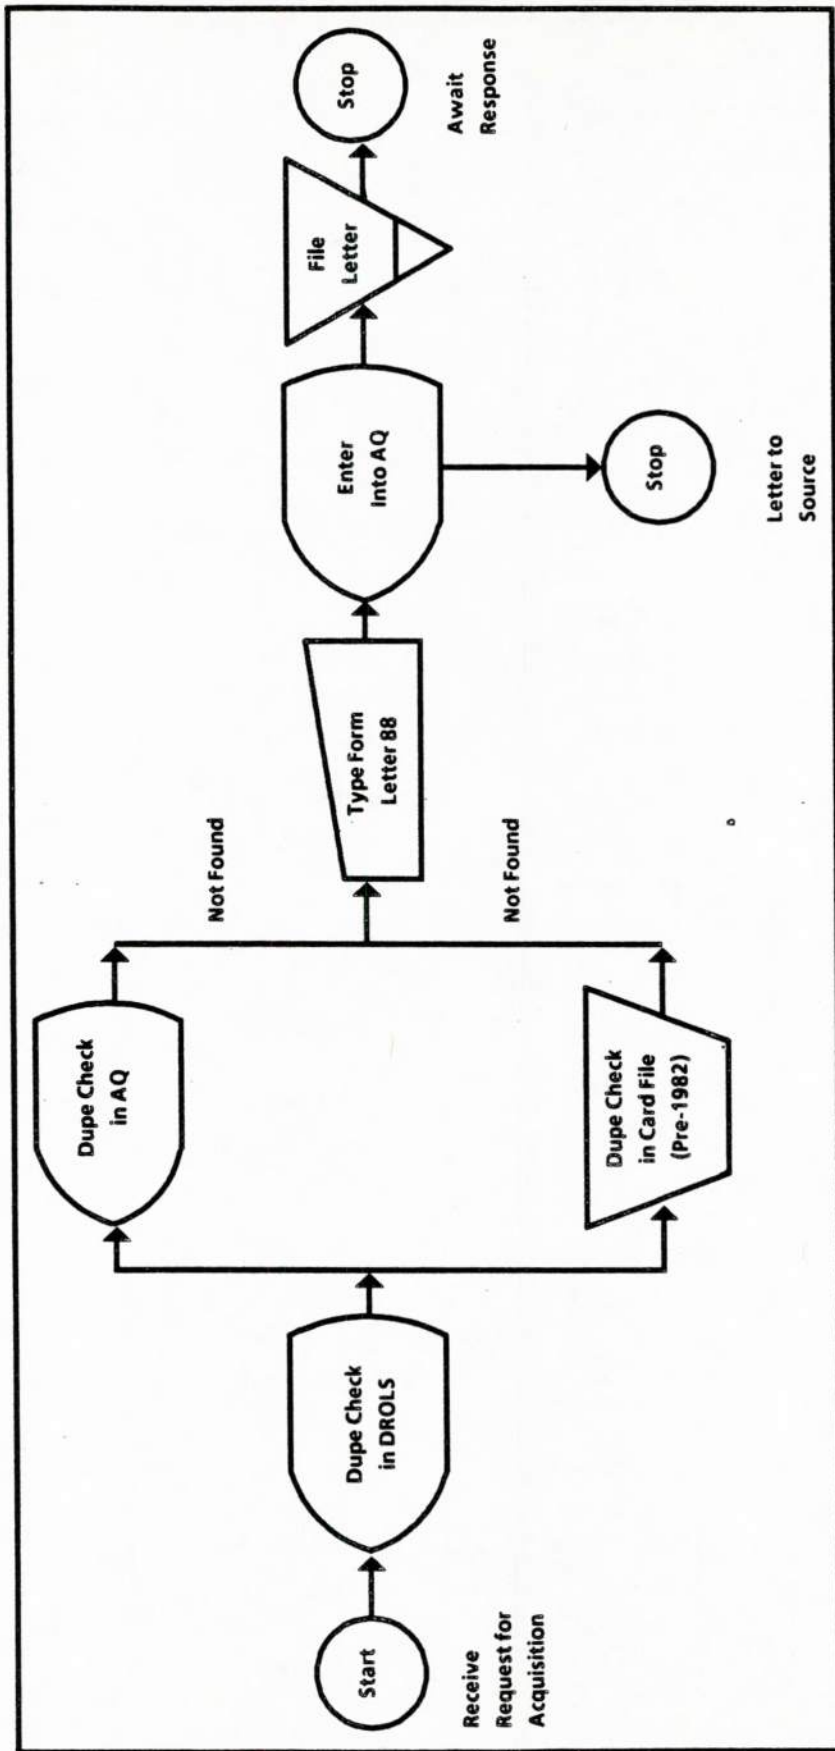 Start
Receive
Request for
Acquisition
Dupe Check
in DROLS
Dupe Check
in AQ
Dupe Check
in Card File
(Pre-1982)
Not Found
Not Found
Type Form
Letter 88
Enter
into AQ
Stop
Letter to
Source
File
Letter
Stop
Await
Response